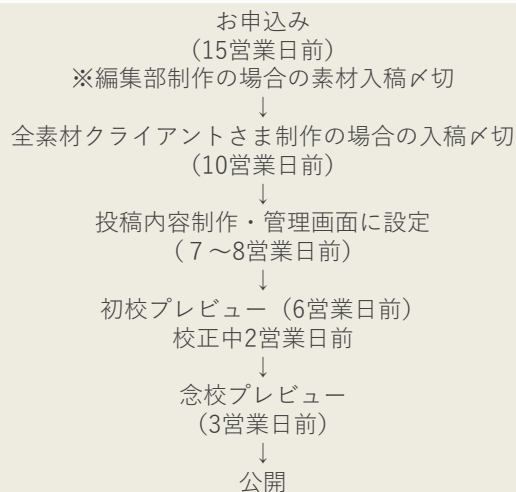 お申込み
(15営業日前)
※編集部制作の場合の素材入稿〆切
↓
全素材クライアントさま制作の場合の入稿〆切
(10営業日前)
↓
投稿内容制作・管理画面に設定
(７～8営業日前)
↓
初校プレビュー（6営業日前)
校正中2営業日前
↓
念校プレビュー
(3営業日前)
↓
公開